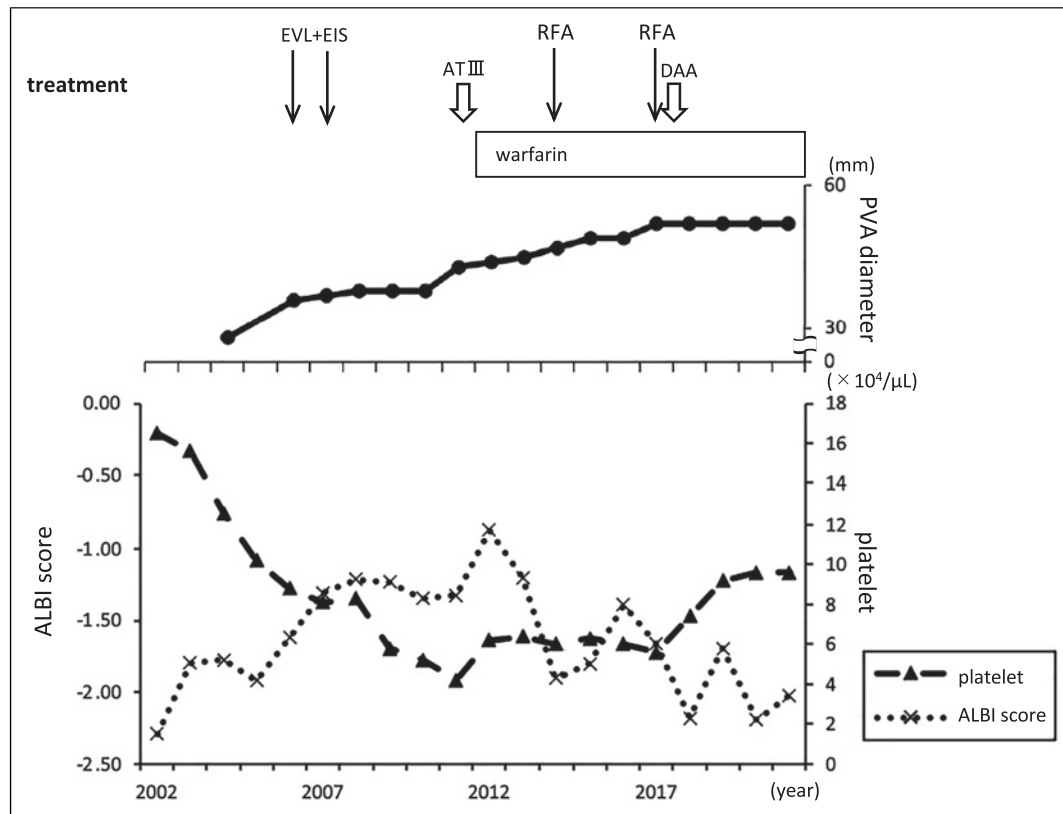 EVL+EIS
RFA
RFA
ATⅢ
DAA
treatment
warfarin
(mm)
60
PVA diameter
30
0
(×10⁴/μL)
0.00
-0.50
-1.00
-1.50
-2.00
-2.50
ALBI score
18
16
14
12
10
8
6
4
2
0
platelet
platelet
ALBI score
2002
2007
2012
2017
(year)